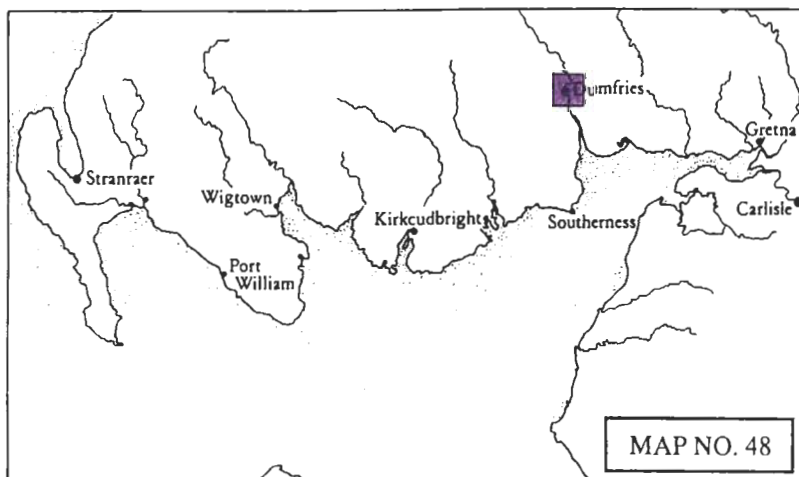 Dumfries
Gretna
Stranraer
Wigtown
Kirkcudbright
Southerness
Carlisle
Port
William
MAP NO. 48